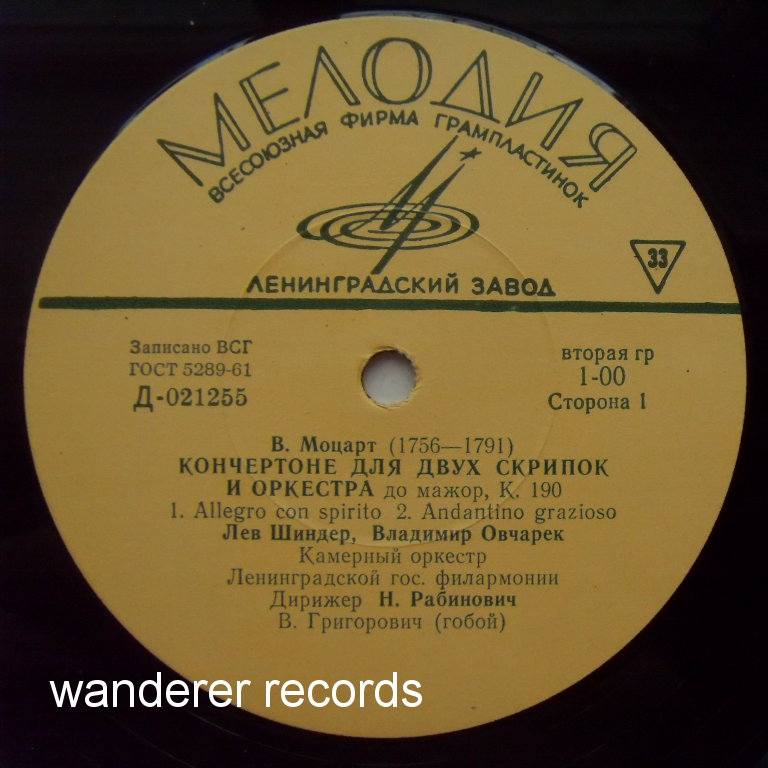 МЕЛОДИЯ
ВСЕСОЮЗНАЯ ФИРМА ГРАМПЛАСТИНОК
ЛЕНИНГРАДСКИЙ ЗАВОД
33
Записано ВСГ
ГОСТ 5289-61
Д-021255
вторая гр
1-00
Сторона 1
В. Моцарт (1756—1791)
КОНЧЕРТОНЕ ДЛЯ ДВУХ СКРИПОК
И ОРКЕСТРА до мажор, К. 190
1. Allegro con spirito 2. Andantino grazioso
Лев Шиндер, Владимир Овчарек
Камерный оркестр
Ленинградской гос. филармонии
Дирижер Н. Рабинович
В. Григорович (гобой)
wanderer records